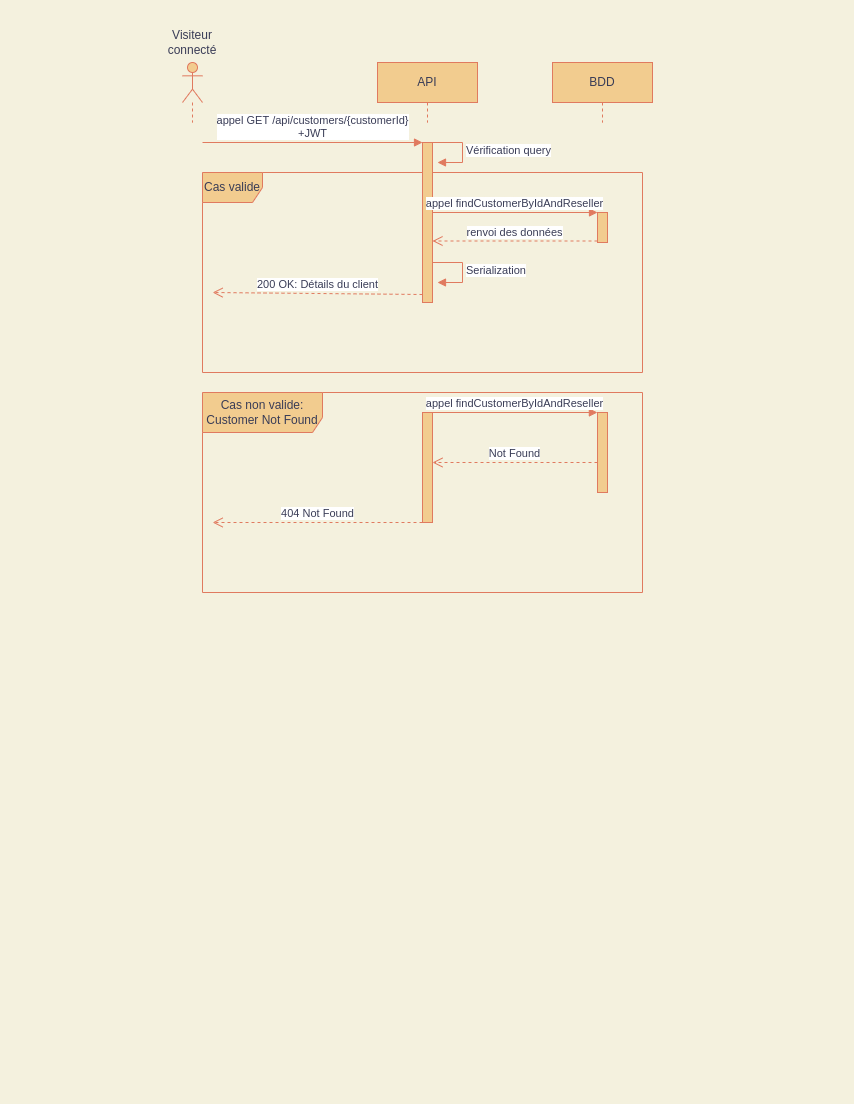 Visiteur
connecté
API
BDD
appel GET /api/customers/{customerId}
+JWT
Vérification query
Cas valide
appel findCustomerByIdAndReseller
renvoi des données
Serialization
200 OK: Détails du client
Cas non valide:
Customer Not Found
appel findCustomerByIdAndReseller
Not Found
404 Not Found